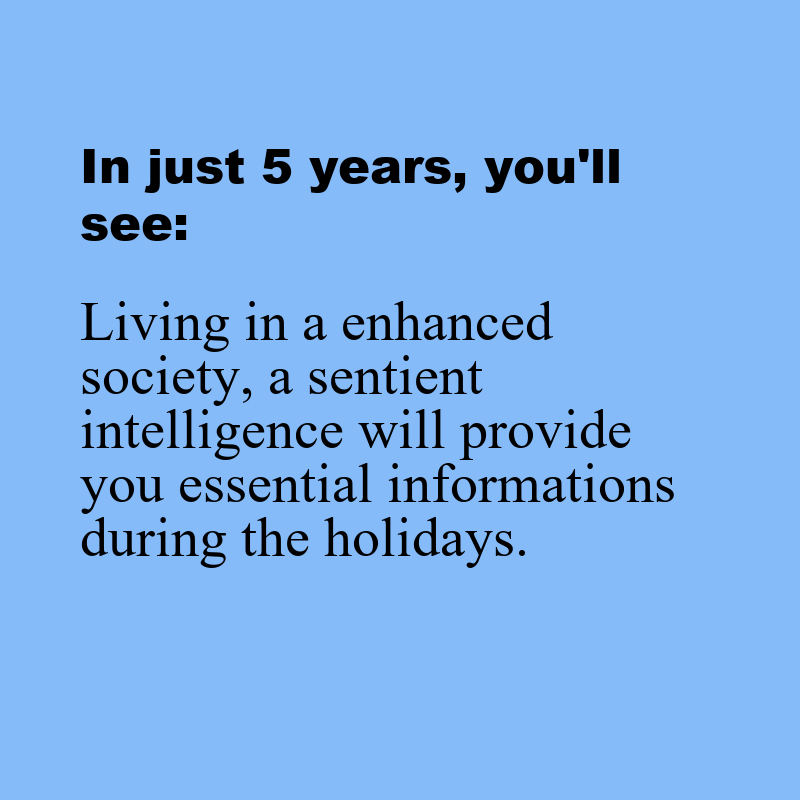 In just 5 years, you'll
see:
Living in a enhanced
society, a sentient
intelligence will provide
you essential informations
during the holidays.